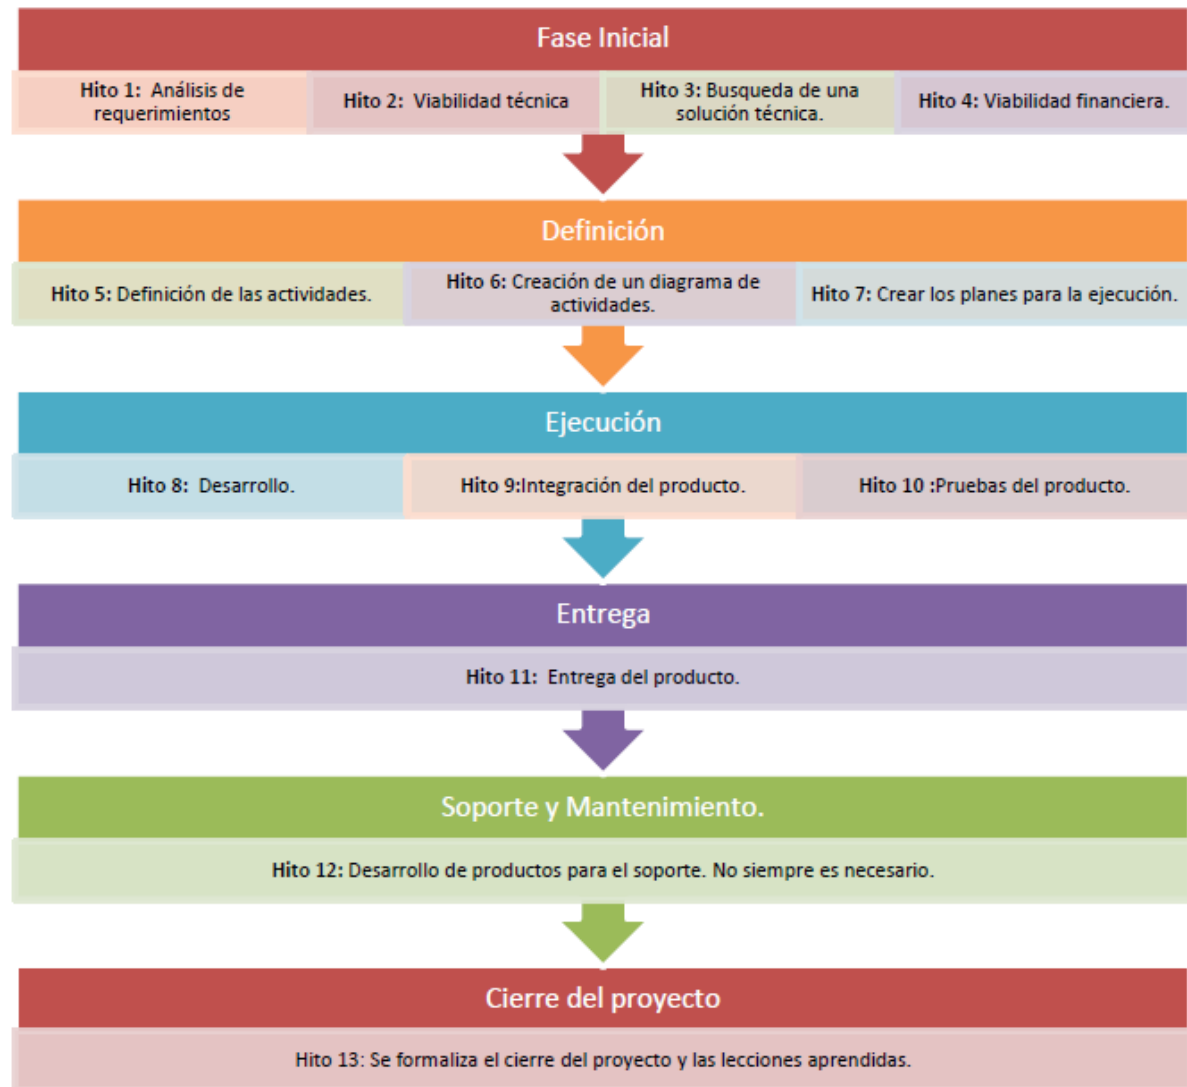 Fase Inicial
Hito 1:  Análisis de
requerimientos
Hito 2:  Viabilidad técnica
Hito 3: Busqueda de una
solución técnica.
Hito 4: Viabilidad financiera.
Definición
Hito 5: Definición de las actividades.
Hito 6: Creación de un diagrama de
actividades.
Hito 7: Crear los planes para la ejecución.
Ejecución
Hito 8:  Desarrollo.
Hito 9:Integración del producto.
Hito 10 :Pruebas del producto.
Entrega
Hito 11:  Entrega del producto.
Soporte y Mantenimiento.
Hito 12: Desarrollo de productos para el soporte. No siempre es necesario.
Cierre del proyecto
Hito 13: Se formaliza el cierre del proyecto y las lecciones aprendidas.